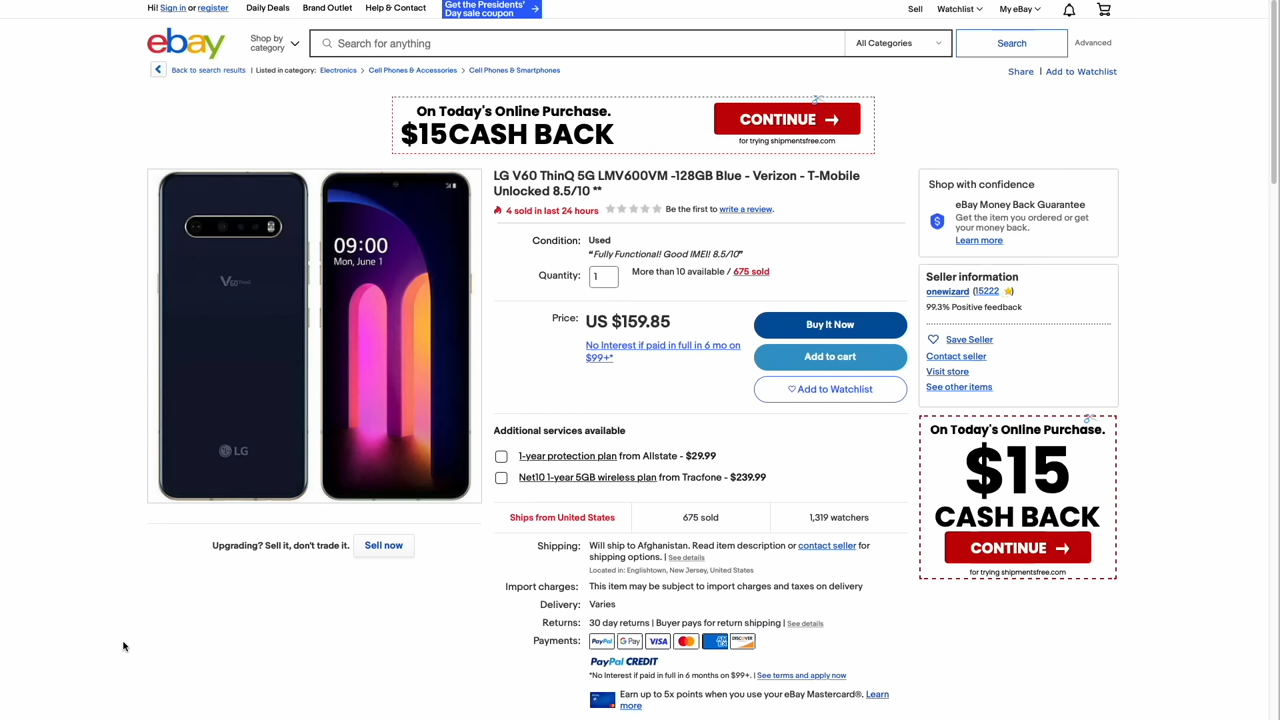 Hi! Sign in or register
Daily Deals
Brand Outlet
Help & Contact
Get the Presidents'
Day sale coupon
Sell
Watchlist
My eBay
ebay
Shop by
category
Search for anything
All Categories
Search
Advanced
Back to search results | Listed in category: Electronics > Cell Phones & Accessories > Cell Phones & Smartphones
Share | Add to Watchlist
On Today's Online Purchase.
$15 CASH BACK
CONTINUE →
for trying shipmentsfree.com
V60 ThinQ
LG
09:00
Mon, June 1
LG V60 ThinQ 5G LMV600VM -128GB Blue - Verizon - T-Mobile
Unlocked 8.5/10 **
4 sold in last 24 hours
Be the first to write a review.
Condition: Used
“Fully Functional! Good IMEI! 8.5/10”
Quantity: 1 More than 10 available / 675 sold
Price: US $159.85
No Interest if paid in full in 6 mo on
$99+*
Buy It Now
Add to cart
Add to Watchlist
Additional services available
1-year protection plan from Allstate - $29.99
Net10 1-year 5GB wireless plan from Tracfone - $239.99
Ships from United States
675 sold
1,319 watchers
Shipping: Will ship to Afghanistan. Read item description or contact seller for
shipping options. | See details
Located in: Englishtown, New Jersey, United States
Import charges: This item may be subject to import charges and taxes on delivery
Delivery: Varies
Returns: 30 day returns | Buyer pays for return shipping | See details
Payments: PayPal G Pay VISA DISCOVER
PayPal CREDIT
*No Interest if paid in full in 6 months on $99+. | See terms and apply now
Earn up to 5x points when you use your eBay Mastercard®. Learn
more
Upgrading? Sell it, don't trade it.
Sell now
Shop with confidence
eBay Money Back Guarantee
Get the item you ordered or get
your money back.
Learn more
Seller information
onewizard (15222)
99.3% Positive feedback
Save Seller
Contact seller
Visit store
See other items
On Today's Online Purchase.
$15
CASH BACK
CONTINUE →
for trying shipmentsfree.com